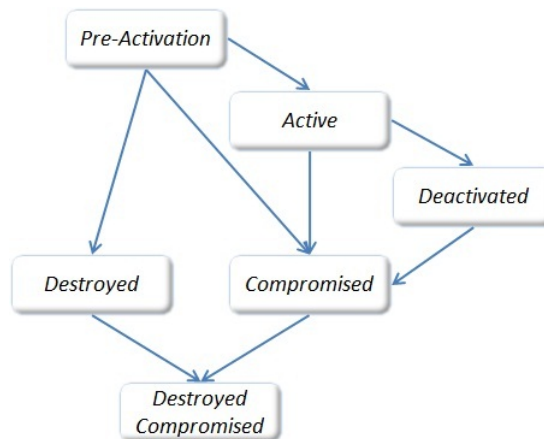 Pre-Activation
Active
Deactivated
Destroyed
Compromised
Destroyed
Compromised